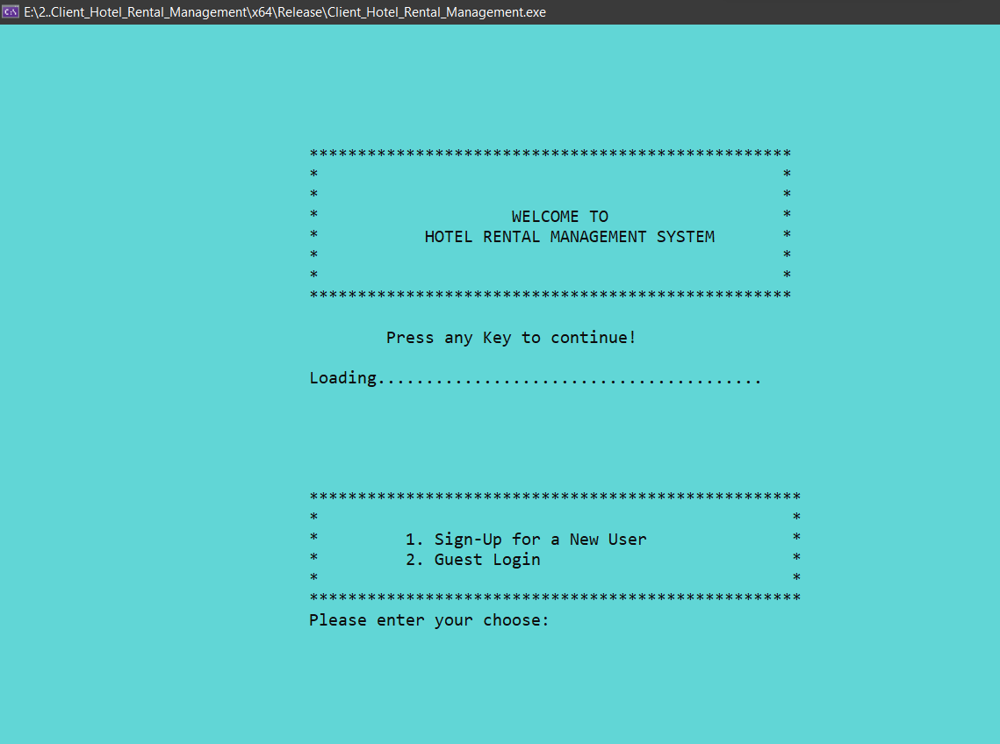 E:\2..Client_Hotel_Rental_Management\x64\Release\Client_Hotel_Rental_Management.exe
**************************************************
*                                                *
*                                                *
*                    WELCOME TO                  *
*           HOTEL RENTAL MANAGEMENT SYSTEM       *
*                                                *
*                                                *
**************************************************
Press any Key to continue!
Loading........................................
***************************************************
*                                                 *
*         1. Sign-Up for a New User               *
*         2. Guest Login                          *
*                                                 *
***************************************************
Please enter your choose: